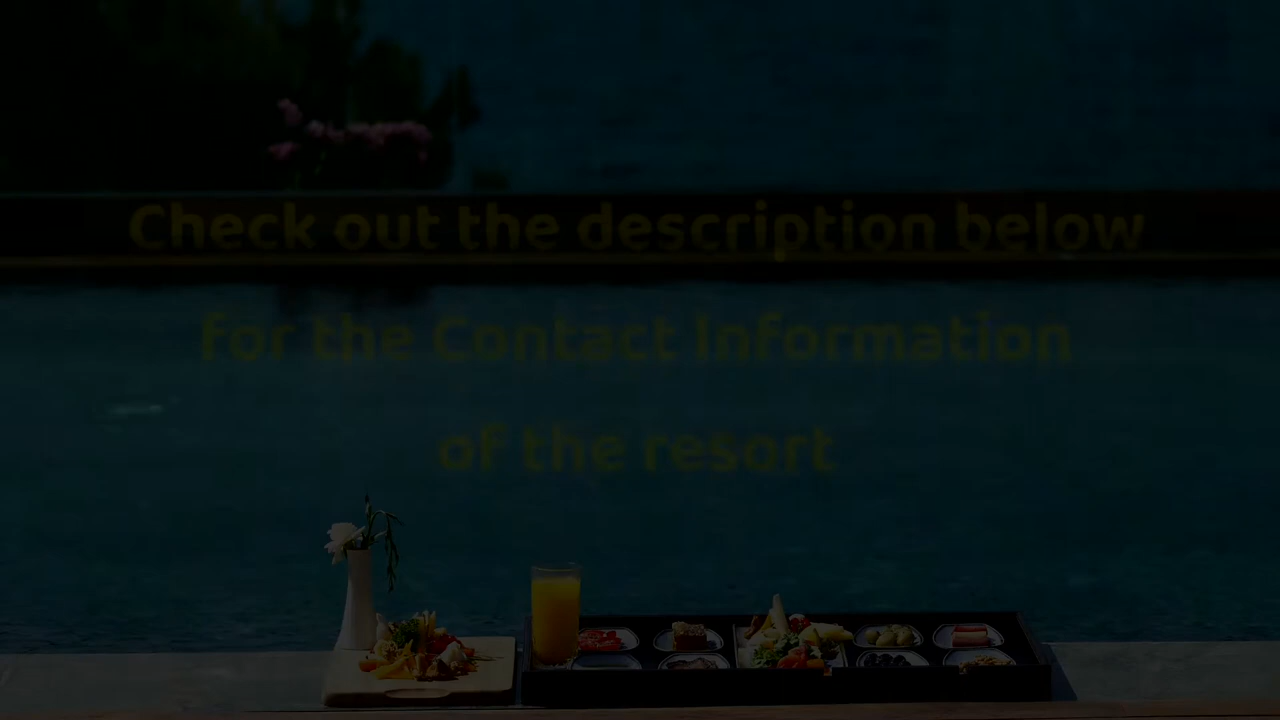 Check out the description below
for the Contact Information
of the resort